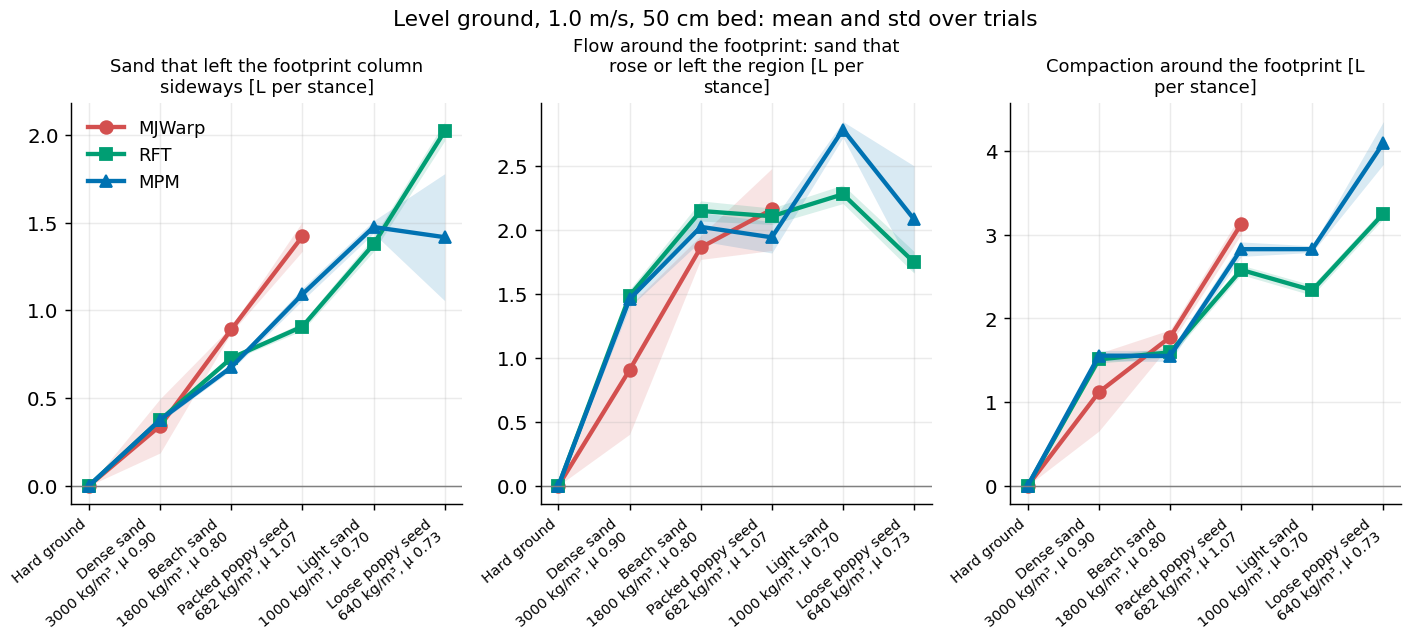 Level ground, 1.0 m/s, 50 cm bed: mean and std over trials
Sand that left the footprint column
sideways [L per stance]
2.0
1.5
1.0
0.5
0.0
MJWarp
RFT
MPM
Hard ground
Dense sand
3000 kg/m³, μ 0.90
Beach sand
1800 kg/m³, μ 0.80
Packed poppy seed
682 kg/m³, μ 1.07
Light sand
1000 kg/m³, μ 0.70
Loose poppy seed
640 kg/m³, μ 0.73
Flow around the footprint: sand that
rose or left the region [L per
stance]
2.5
2.0
1.5
1.0
0.5
0.0
Hard ground
Dense sand
3000 kg/m³, μ 0.90
Beach sand
1800 kg/m³, μ 0.80
Packed poppy seed
682 kg/m³, μ 1.07
Light sand
1000 kg/m³, μ 0.70
Loose poppy seed
640 kg/m³, μ 0.73
Compaction around the footprint [L
per stance]
4
3
2
1
0
Hard ground
Dense sand
3000 kg/m³, μ 0.90
Beach sand
1800 kg/m³, μ 0.80
Packed poppy seed
682 kg/m³, μ 1.07
Light sand
1000 kg/m³, μ 0.70
Loose poppy seed
640 kg/m³, μ 0.73